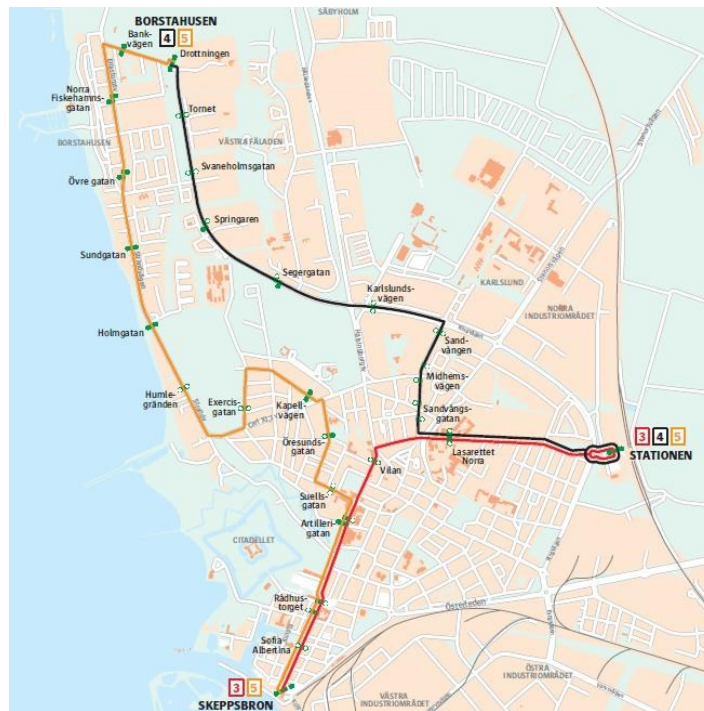 BORSTAHUSEN
4 5
SÄBYHOLM
Bank-
vägen
Drottningen
Norra
Fiskehamns-
gatan
Tornet
BORSTAHUSEN
VÄSTRA FÄLADEN
Svaneholmsgatan
Övre gatan
Springaren
Sundgatan
Segergatan
Karlslunds-
vägen
KARLSLUND
NORRA
INDUSTRIOMRÅDET
Holmgatan
Sand-
vängen
Midhems-
vägen
Humle-
gränden
Exercis-
gatan
Kapell-
vägen
Sandvångs-
gatan
Öresunds-
gatan
3 4 5
STATIONEN
Lasarettet
Norra
Vilan
Suells-
gatan
Artilleri-
gatan
CITADELLET
Rådhus-
torget
Österleden
Sofia
Albertina
ÖSTRA
INDUSTRIOMRÅDET
3 5
SKEPPSBRON
VÄSTRA
INDUSTRIOMRÅDET